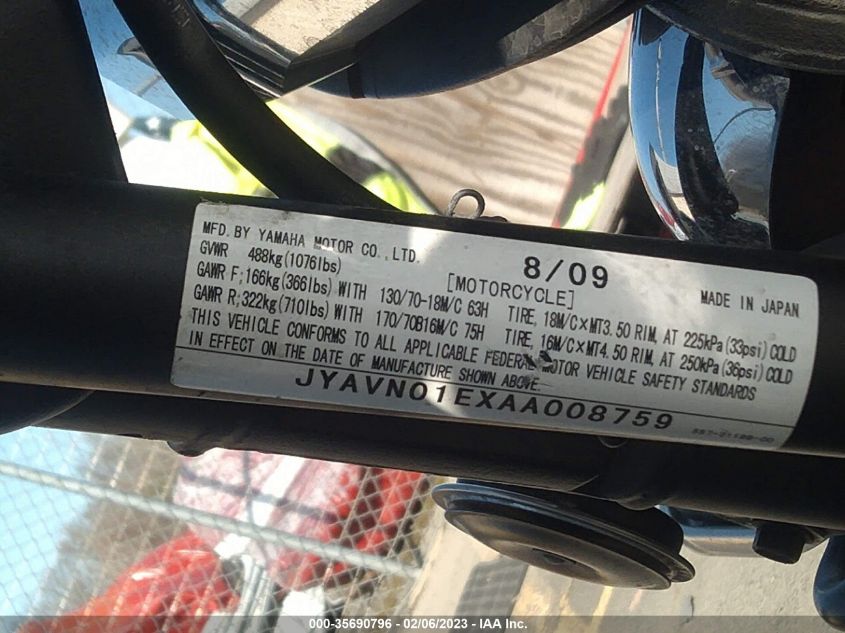 MFD. BY YAMAHA MOTOR CO., LTD. 8/09
GVWR 488kg(1076lbs) [MOTORCYCLE] MADE IN JAPAN
GAWR F;166kg(366lbs) WITH 130/70-18M/C 63H TIRE, 18M/C×MT3.50 RIM, AT 225kPa(33psi)COLD
GAWR R;322kg(710lbs) WITH 170/70B16M/C 75H TIRE, 16M/C×MT4.50 RIM, AT 250kPa(36psi)COLD
THIS VEHICLE CONFORMS TO ALL APPLICABLE FEDERAL MOTOR VEHICLE SAFETY STANDARDS
IN EFFECT ON THE DATE OF MANUFACTURE SHOWN ABOVE.
JYAVN01EXAA008759
000-35690796 - 02/06/2023 - IAA Inc.